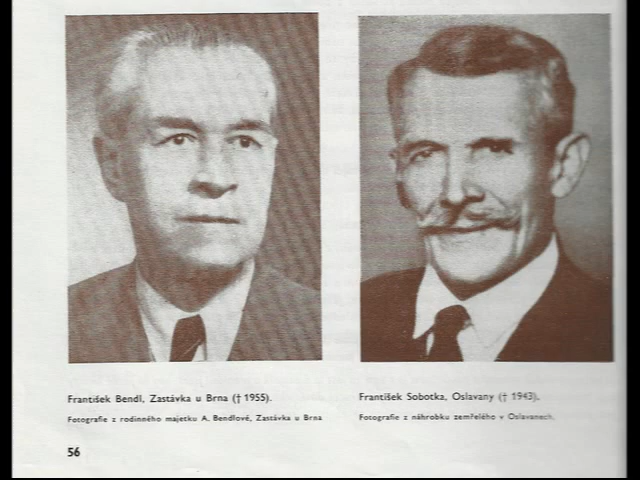 František Bendl, Zastávka u Brna († 1955).
Fotografie z rodinného majetku A. Bendlové, Zastávka u Brna
František Sobotka, Oslavany († 1943).
Fotografie z náhrobku zemřelého v Oslavanech.
56